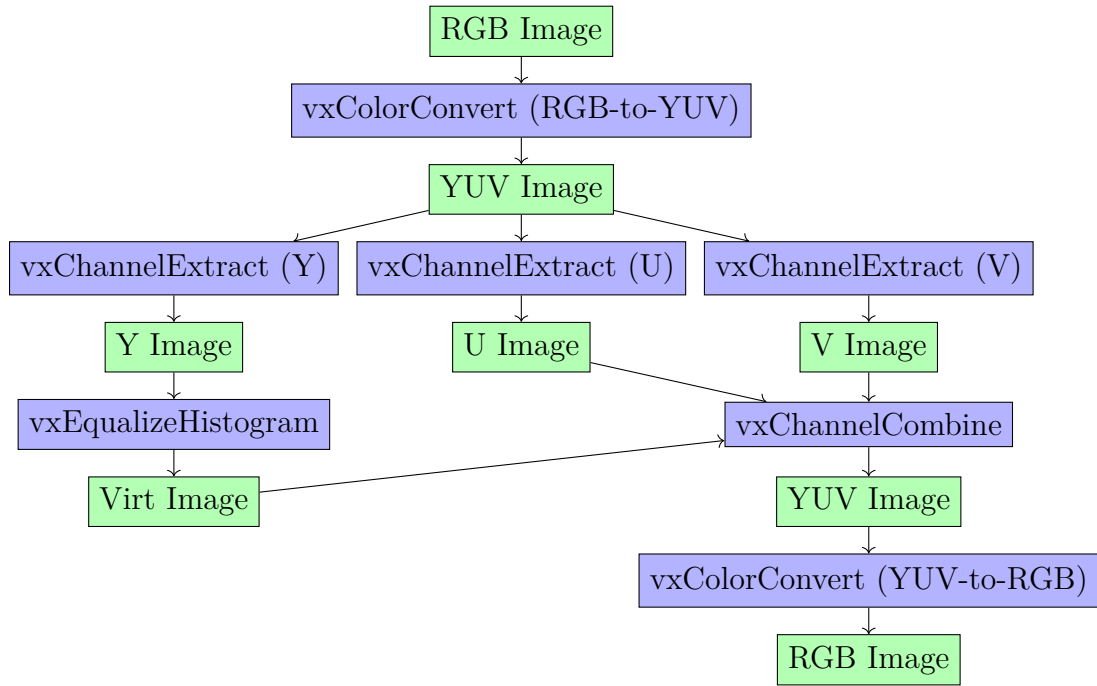 RGB Image
vxColorConvert (RGB-to-YUV)
YUV Image
vxChannelExtract (Y)
vxChannelExtract (U)
vxChannelExtract (V)
Y Image
U Image
V Image
vxEqualizeHistogram
vxChannelCombine
Virt Image
YUV Image
vxColorConvert (YUV-to-RGB)
RGB Image